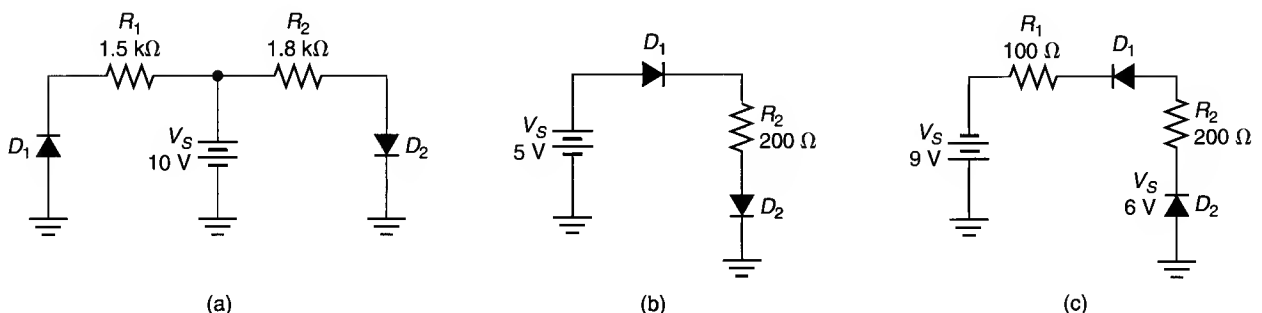 R1
1.5 kΩ
R2
1.8 kΩ
D1
VS
10 V
D2
(a)
D1
VS
5 V
R2
200 Ω
D2
(b)
R1
100 Ω
D1
VS
9 V
R2
200 Ω
VS
6 V
D2
(c)